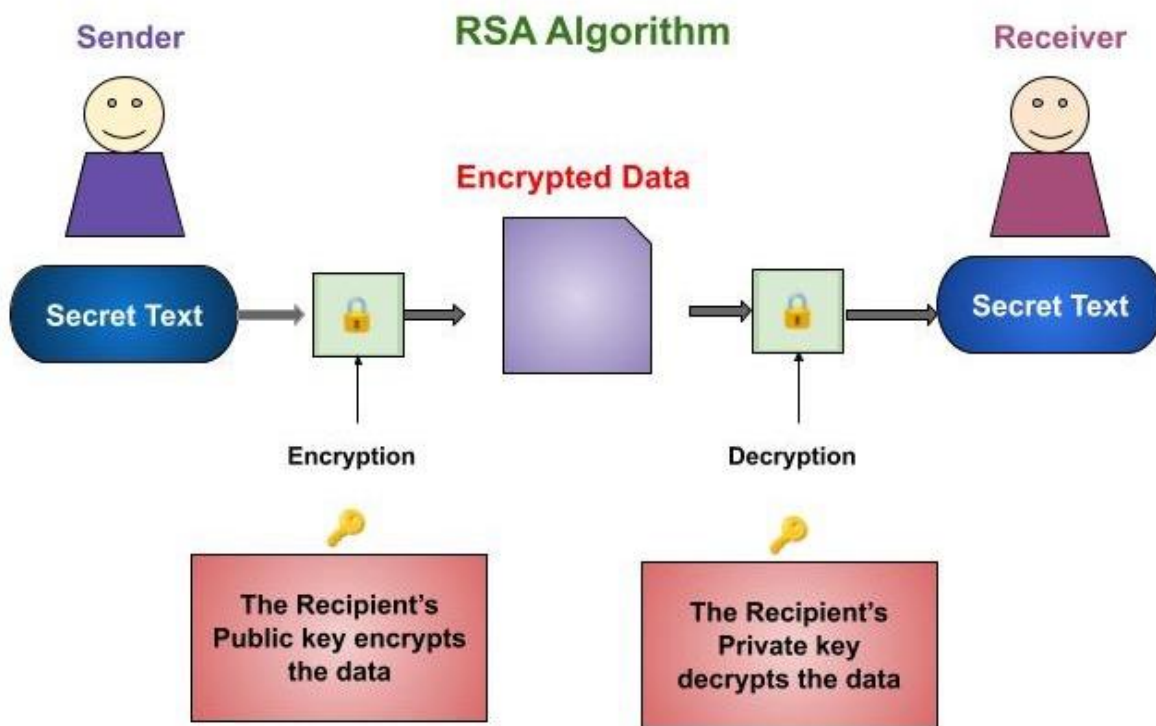 Sender
RSA Algorithm
Receiver
Encrypted Data
Secret Text
Secret Text
Encryption
Decryption
The Recipient's
Public key encrypts
the data
The Recipient's
Private key
decrypts the data